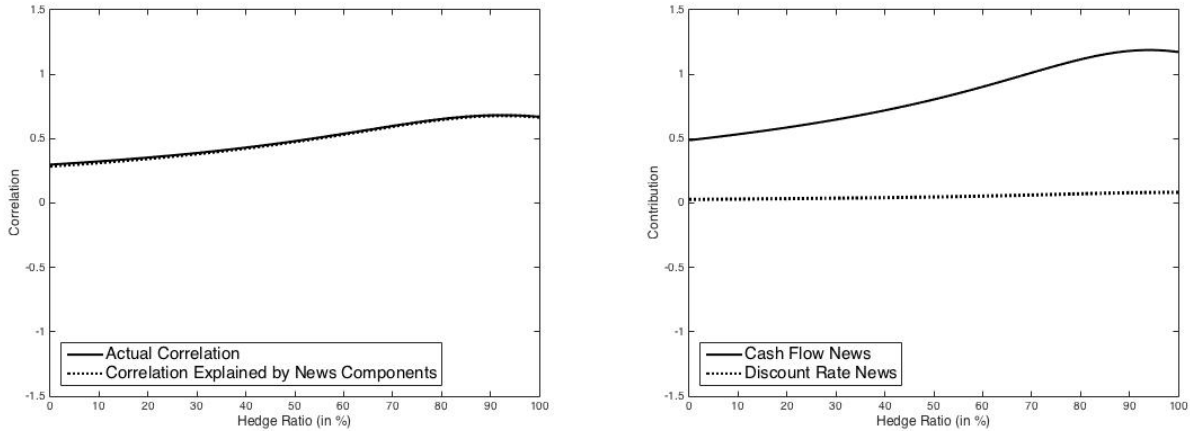 1.5
1
0.5
0
-0.5
-1
-1.5
Correlation
Actual Correlation
Correlation Explained by News Components
0 10 20 30 40 50 60 70 80 90 100
Hedge Ratio (in %)
1.5
1
0.5
0
-0.5
-1
-1.5
Contribution
Cash Flow News
Discount Rate News
0 10 20 30 40 50 60 70 80 90 100
Hedge Ratio (in %)